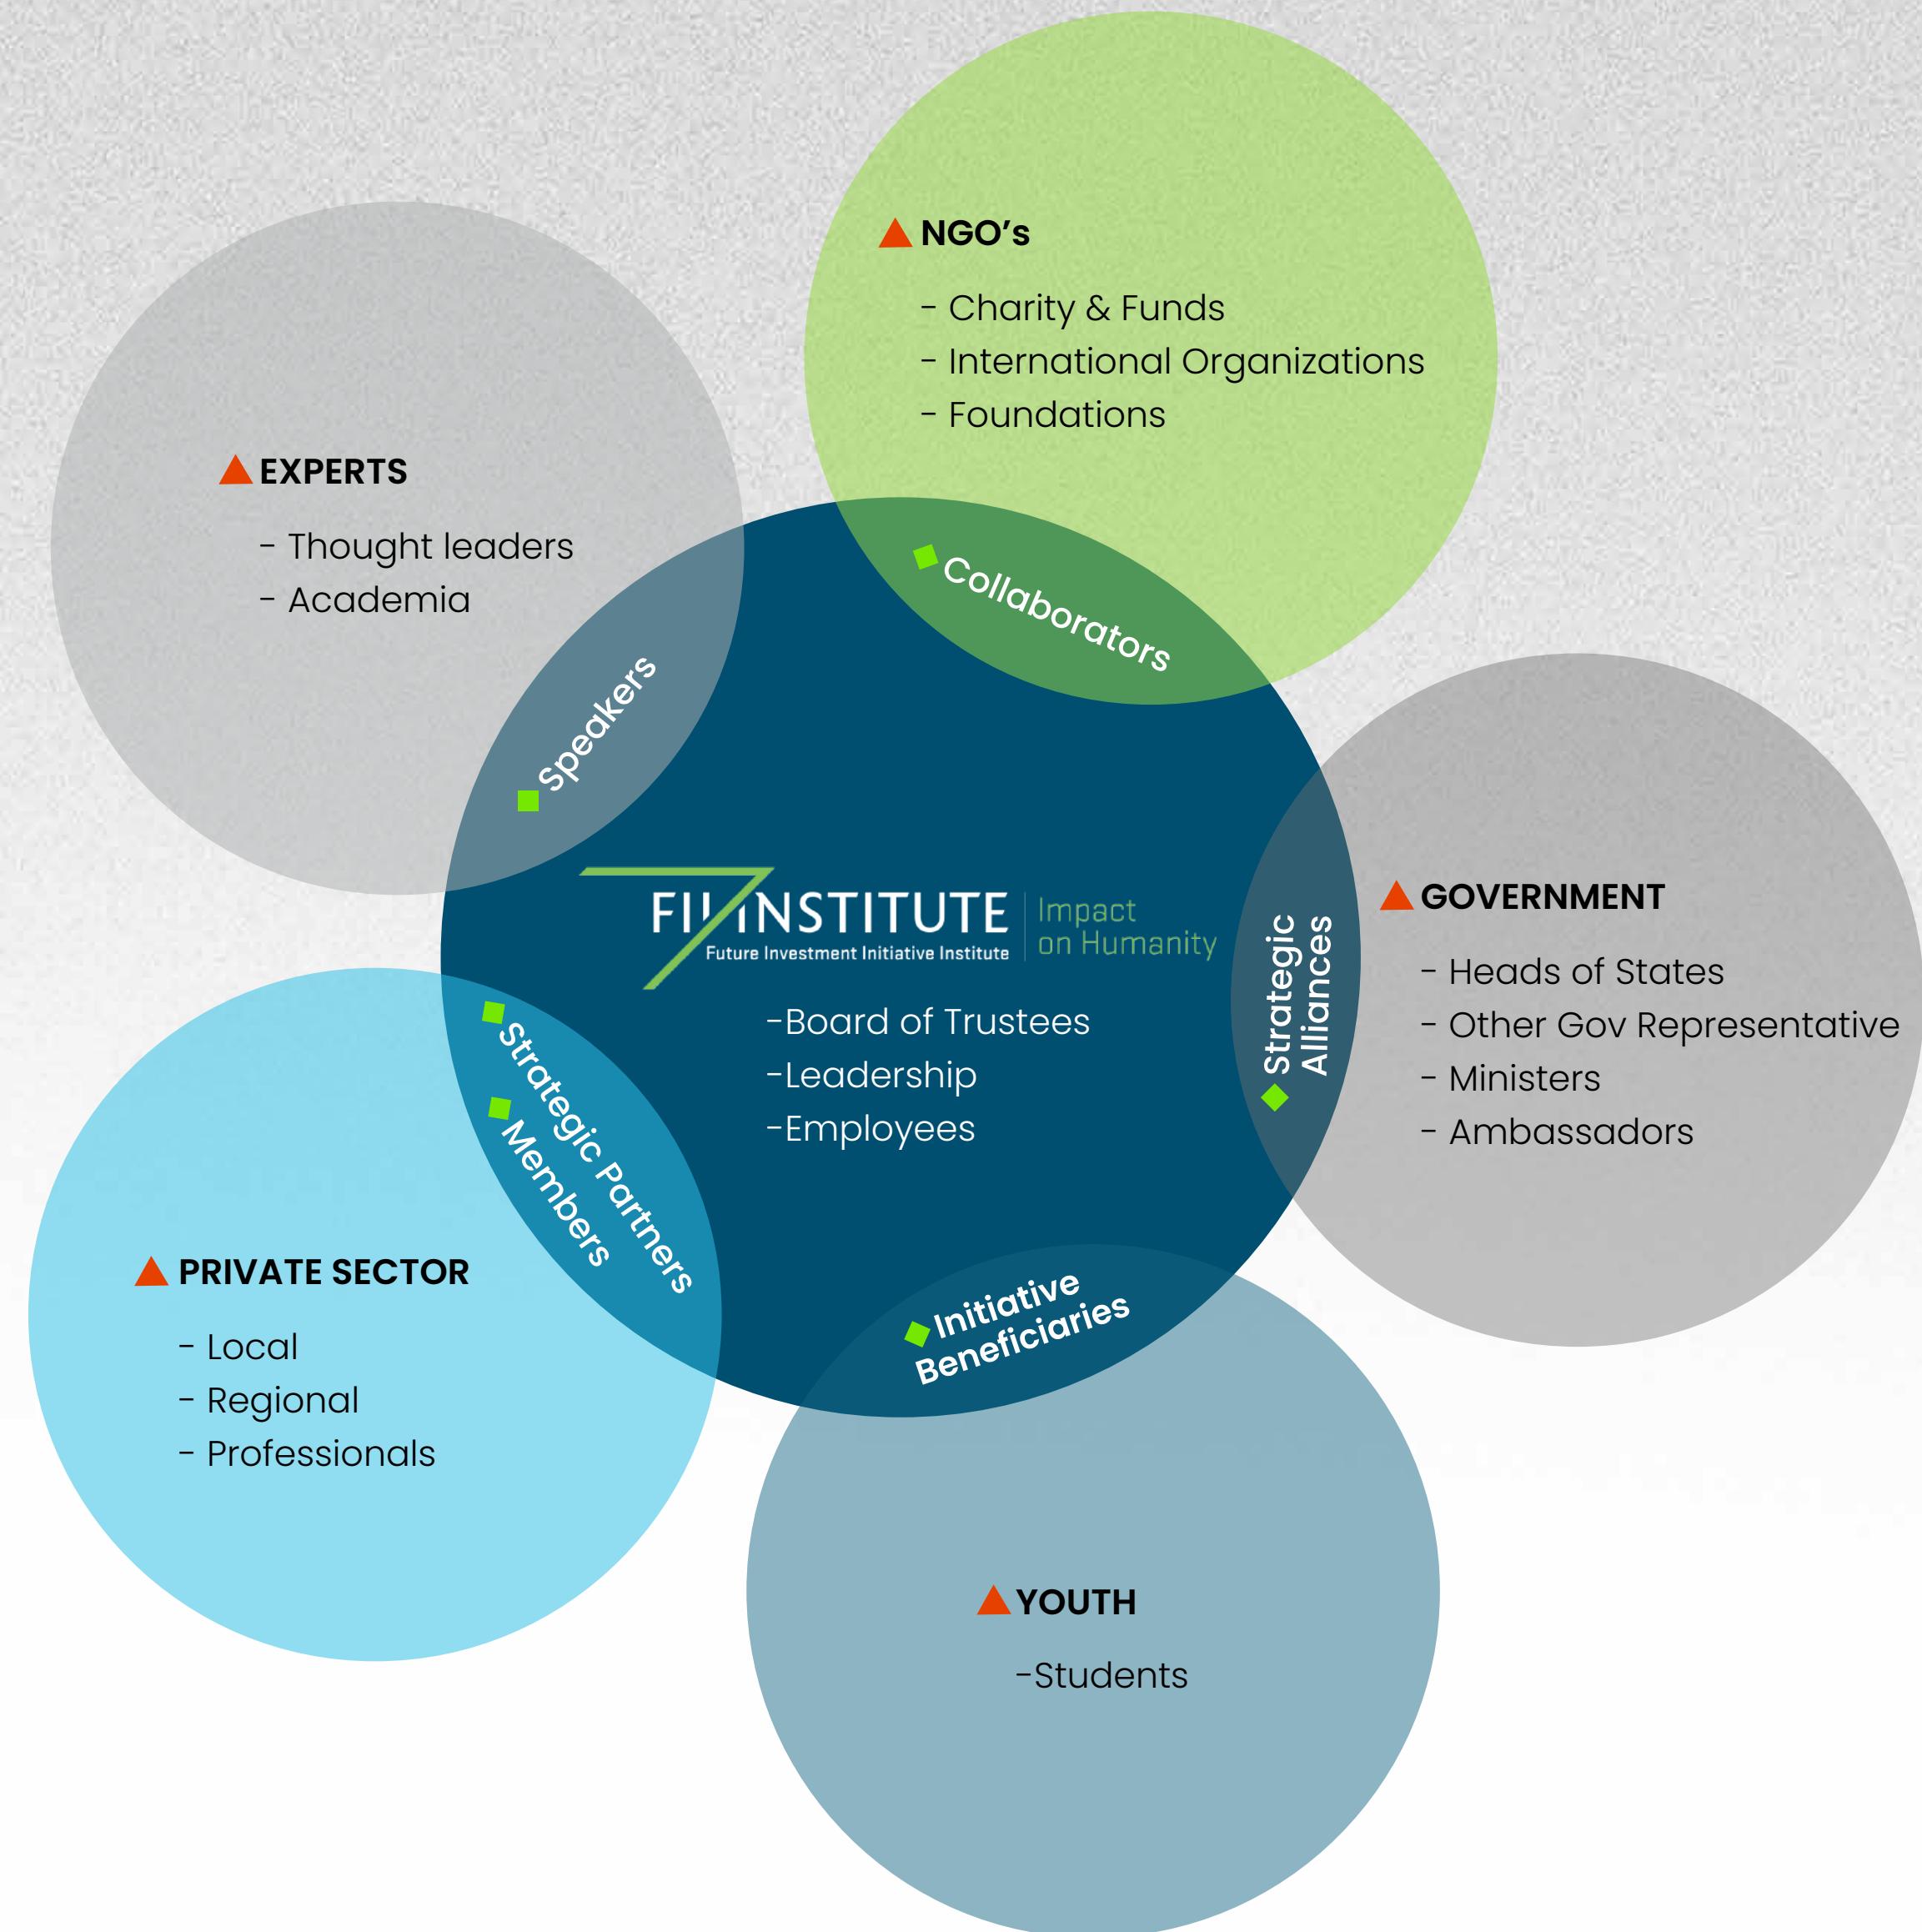 NGO’s
- Charity & Funds
- International Organizations
- Foundations
Collaborators
EXPERTS
- Thought leaders
- Academia
Speakers
FII INSTITUTE
Future Investment Initiative Institute
Impact
on Humanity
-Board of Trustees
-Leadership
-Employees
GOVERNMENT
- Heads of States
- Other Gov Representative
- Ministers
- Ambassadors
Strategic
Alliances
Strategic Partners
Members
PRIVATE SECTOR
- Local
- Regional
- Professionals
Initiative
Beneficiaries
YOUTH
-Students